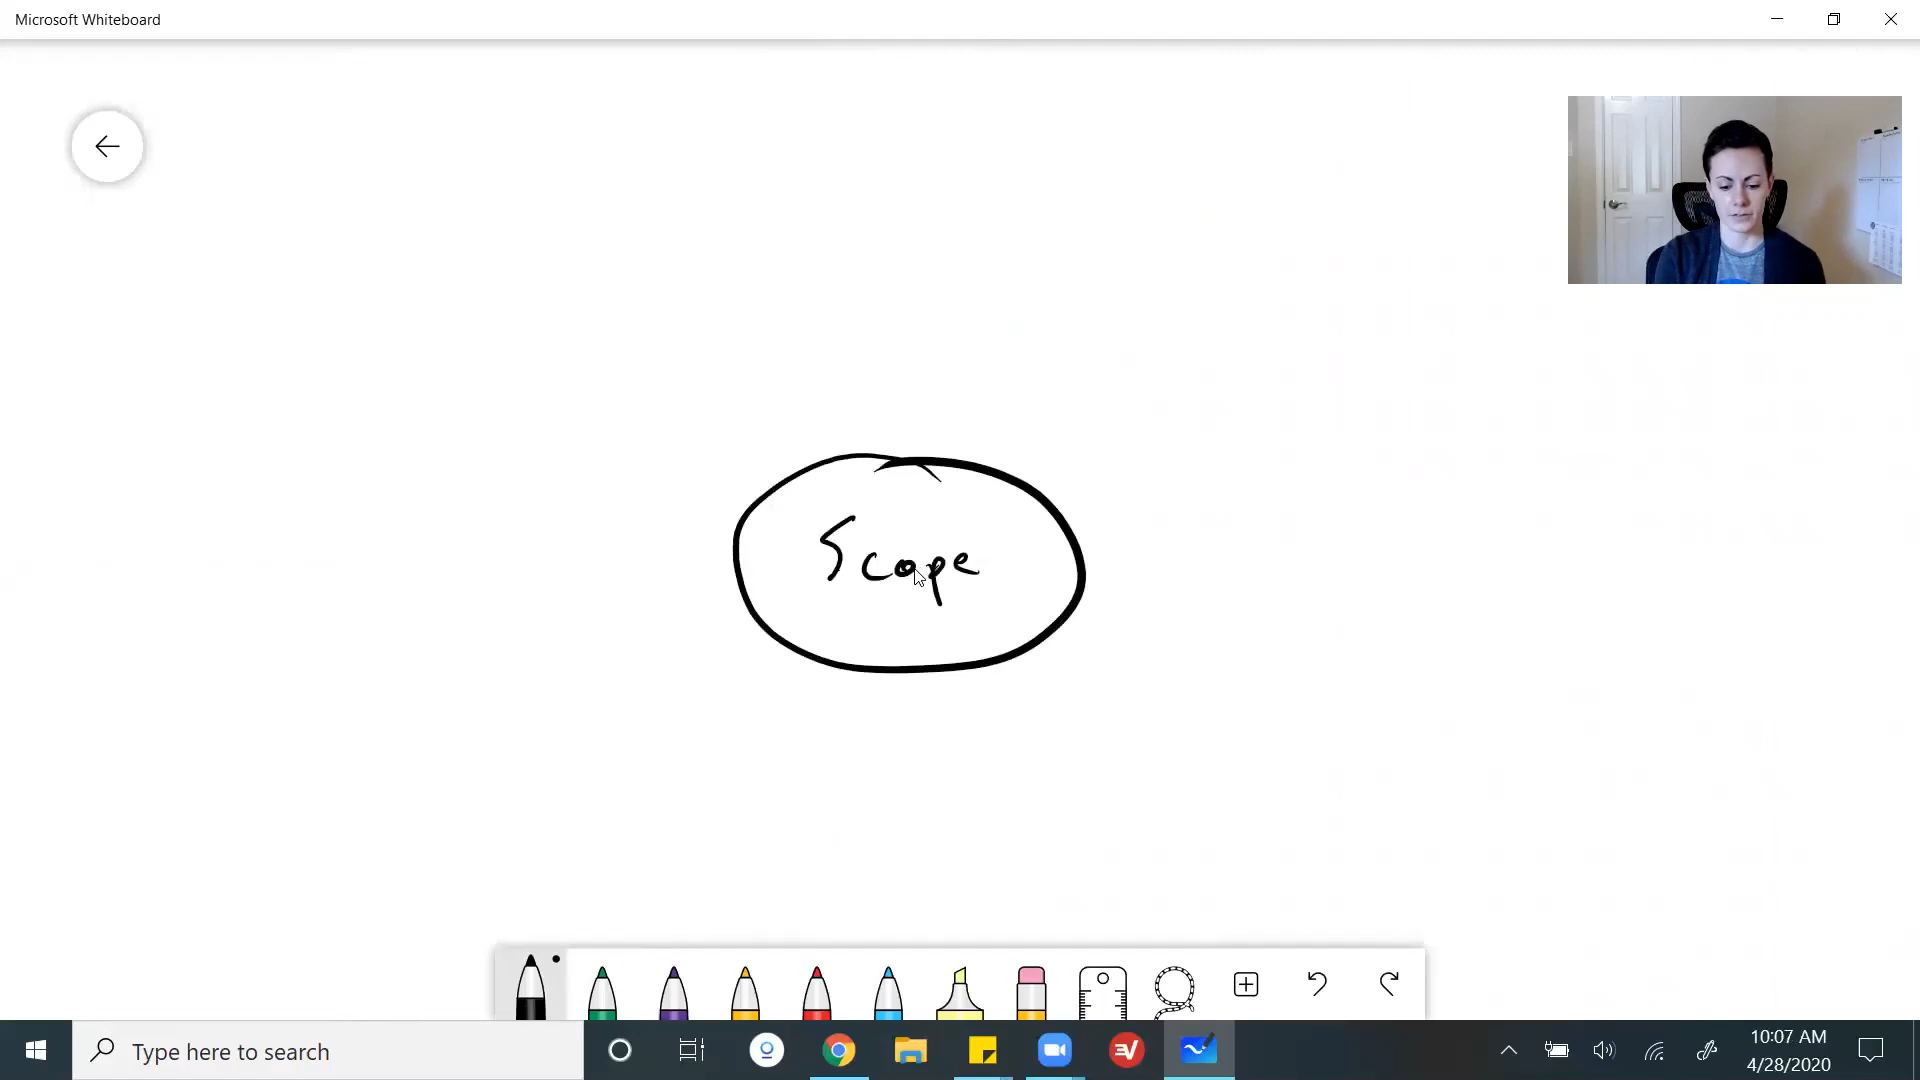 Microsoft Whiteboard
Scope
Type here to search
10:07 AM
4/28/2020